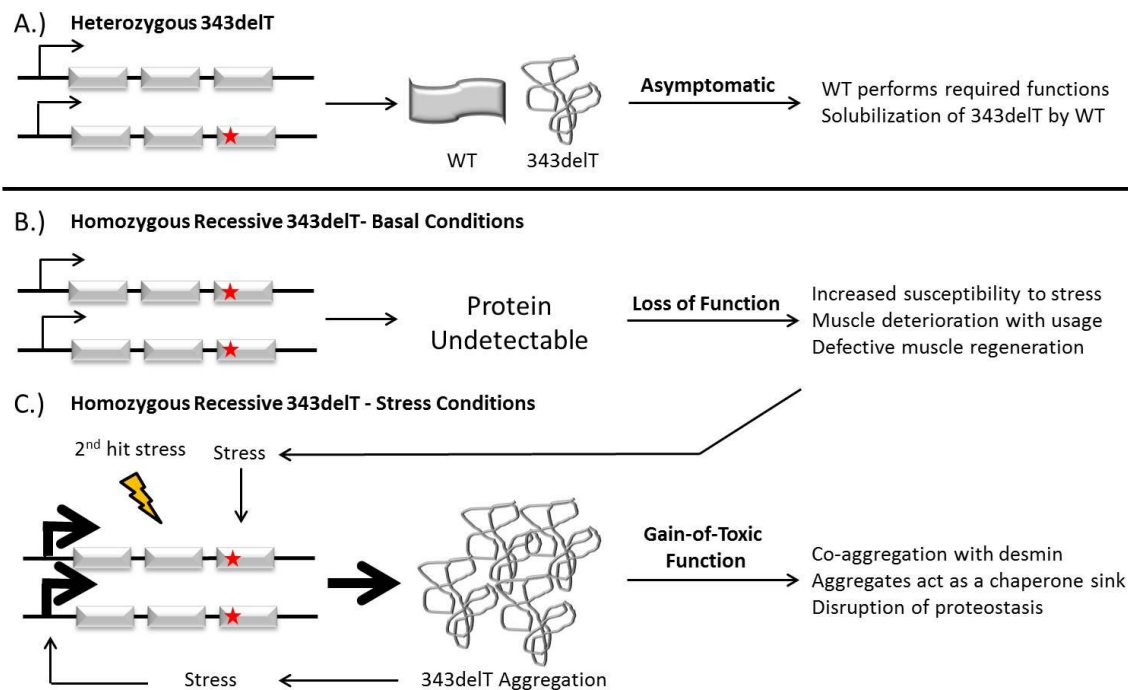 A.) Heterozygous 343delT
WT
343delT
Asymptomatic
WT performs required functions
Solubilization of 343delT by WT
B.) Homozygous Recessive 343delT- Basal Conditions
Protein
Undetectable
Loss of Function
Increased susceptibility to stress
Muscle deterioration with usage
Defective muscle regeneration
C.) Homozygous Recessive 343delT - Stress Conditions
2nd hit stress
Stress
Gain-of-Toxic
Function
Co-aggregation with desmin
Aggregates act as a chaperone sink
Disruption of proteostasis
Stress
343delT Aggregation